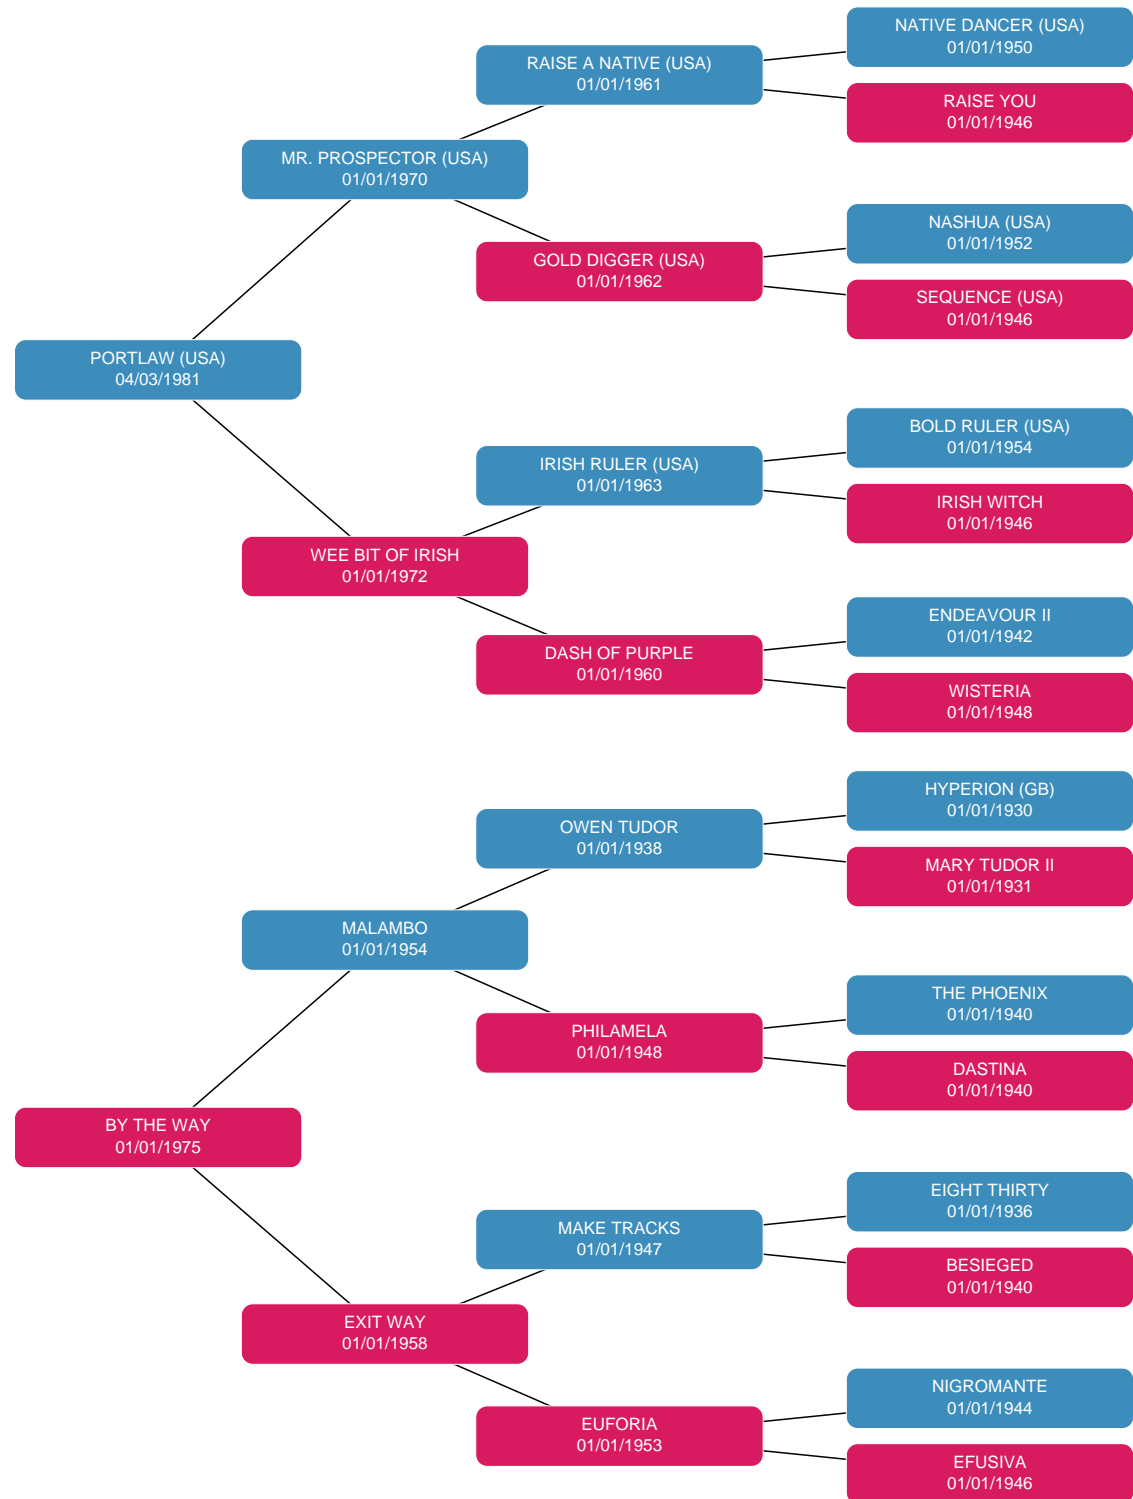 NATIVE DANCER (USA)
01/01/1950
RAISE A NATIVE (USA)
01/01/1961
RAISE YOU
01/01/1946
MR. PROSPECTOR (USA)
01/01/1970
NASHUA (USA)
01/01/1952
GOLD DIGGER (USA)
01/01/1962
SEQUENCE (USA)
01/01/1946
PORTLAW (USA)
04/03/1981
BOLD RULER (USA)
01/01/1954
IRISH RULER (USA)
01/01/1963
IRISH WITCH
01/01/1946
WEE BIT OF IRISH
01/01/1972
ENDEAVOUR II
01/01/1942
DASH OF PURPLE
01/01/1960
WISTERIA
01/01/1948
HYPERION (GB)
01/01/1930
OWEN TUDOR
01/01/1938
MARY TUDOR II
01/01/1931
MALAMBO
01/01/1954
THE PHOENIX
01/01/1940
PHILAMELA
01/01/1948
DASTINA
01/01/1940
BY THE WAY
01/01/1975
EIGHT THIRTY
01/01/1936
MAKE TRACKS
01/01/1947
BESIEGED
01/01/1940
EXIT WAY
01/01/1958
NIGROMANTE
01/01/1944
EUFORIA
01/01/1953
EFUSIVA
01/01/1946